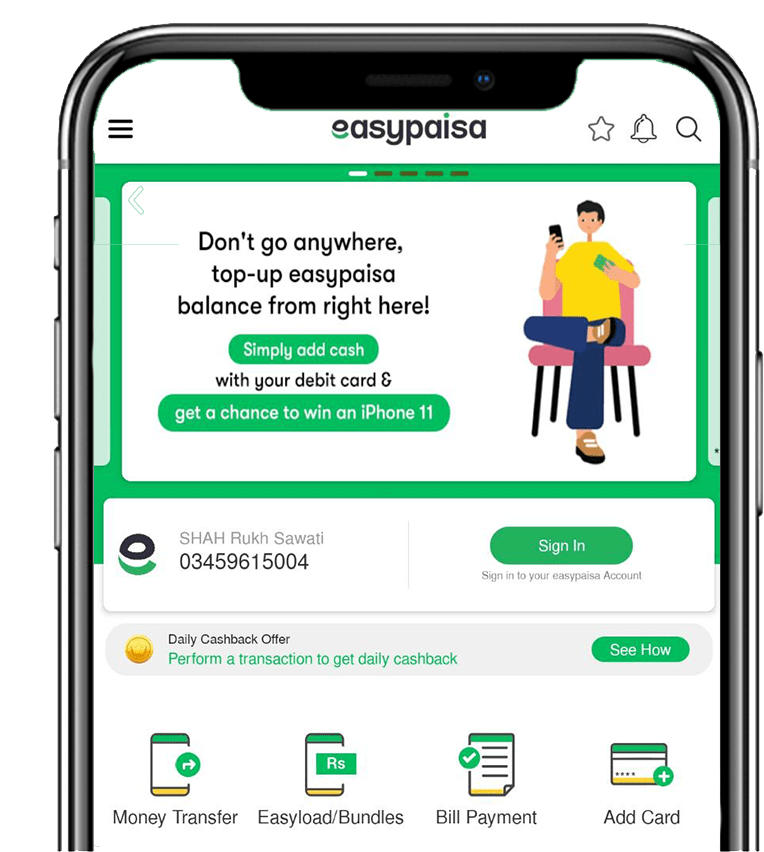 easypaisa
Don't go anywhere,
top-up easypaisa
balance from right here!
Simply add cash
with your debit card &
get a chance to win an iPhone 11
SHAH Rukh Sawati
03459615004
Sign In
Sign in to your easypaisa Account
Daily Cashback Offer
Perform a transaction to get daily cashback
See How
Rs
****
Money Transfer
Easyload/Bundles
Bill Payment
Add Card